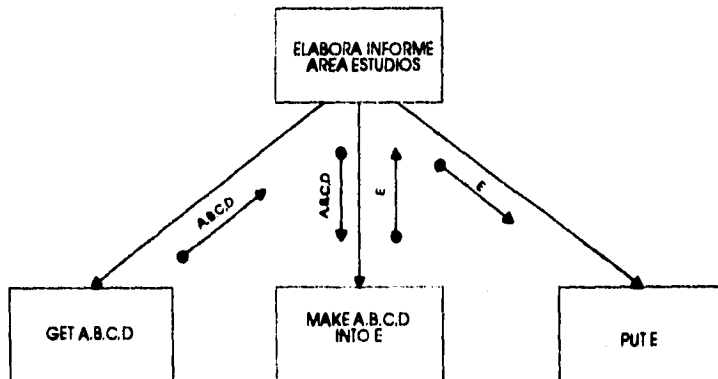 ELABORA INFORME
AREA ESTUDIOS
A.B.C.D
A.B.C.D
E
E
GET A.B.C.D
MAKE A.B.C.D
INTO E
PUT E